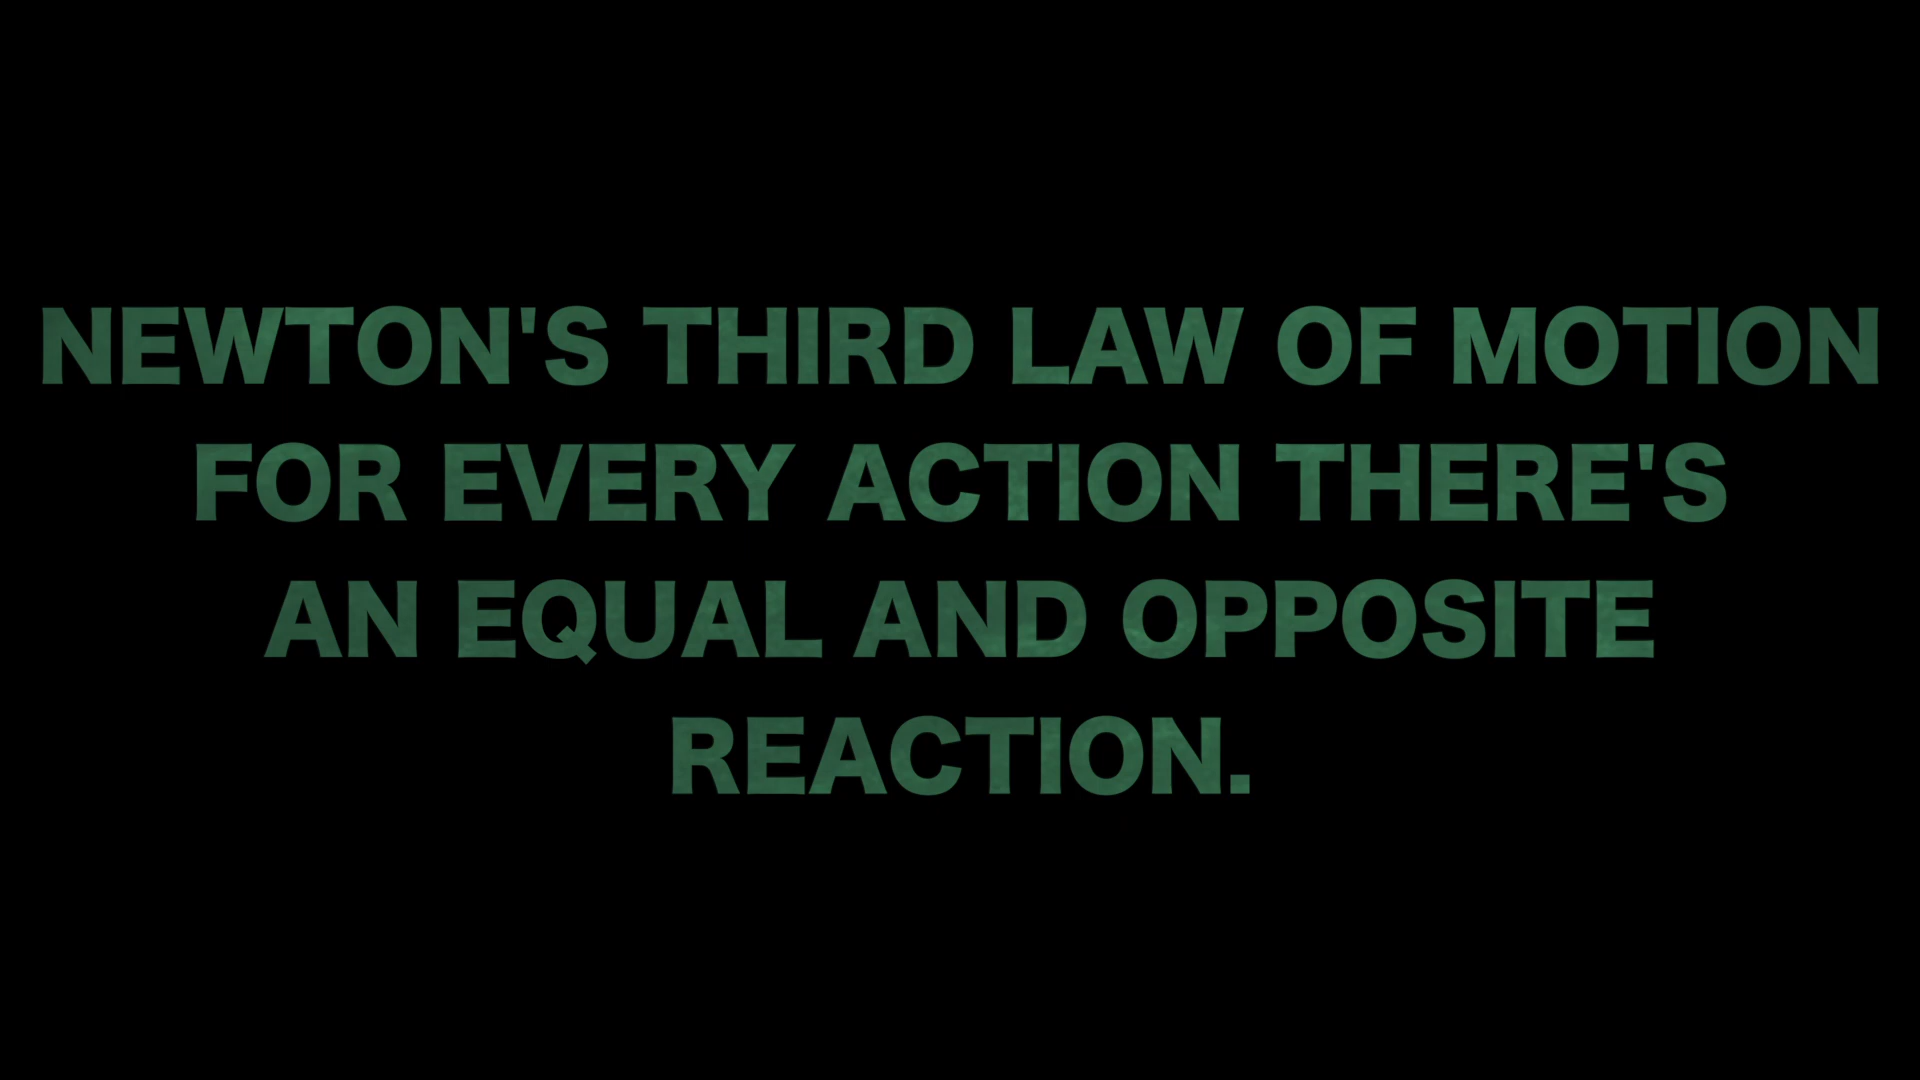 NEWTON'S THIRD LAW OF MOTION
FOR EVERY ACTION THERE'S
AN EQUAL AND OPPOSITE
REACTION.